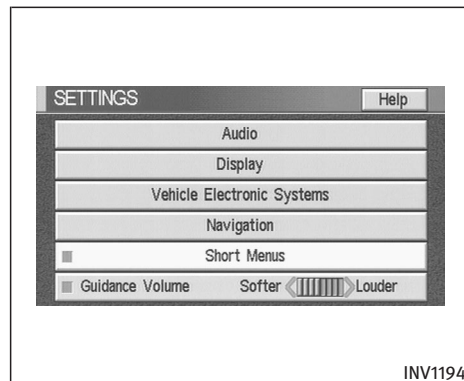 SETTINGS Help
Audio
Display
Vehicle Electronic Systems
Navigation
Short Menus
Guidance Volume Softer Louder
INV1194